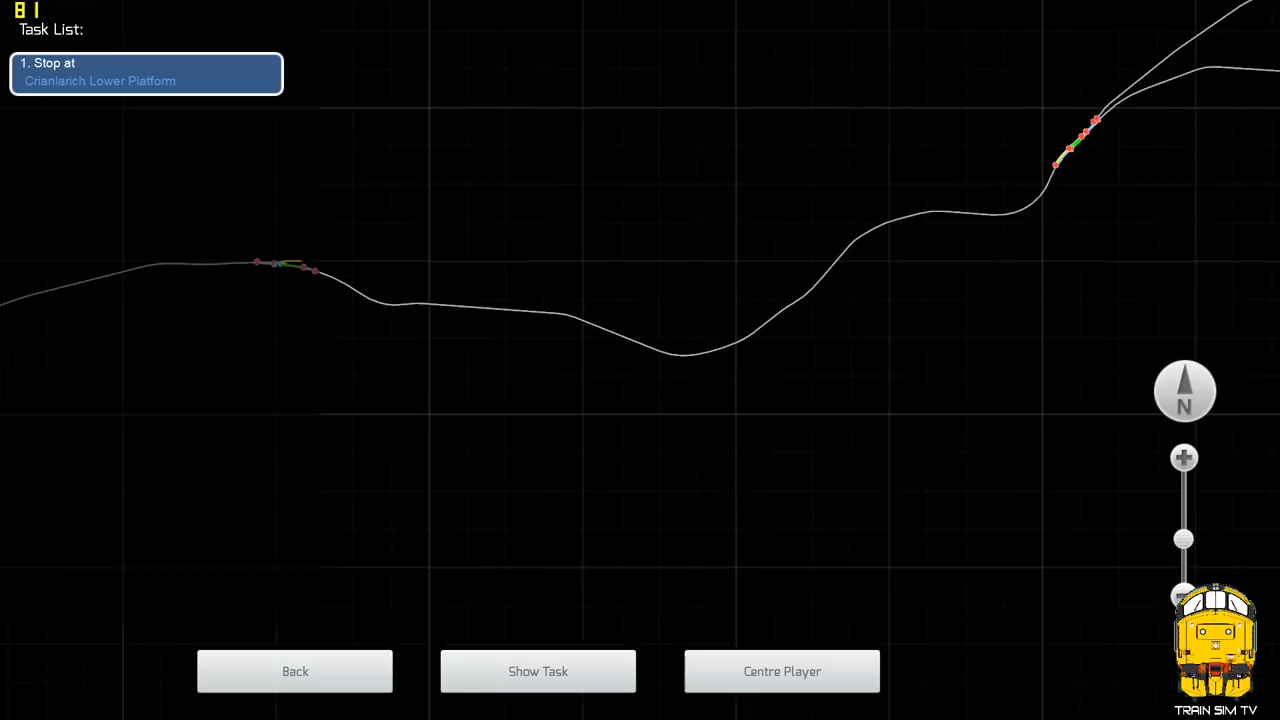 81
Task List:
1. Stop at
Crianlarich Lower Platform
N
Back
Show Task
Centre Player
TRAIN SIM TV